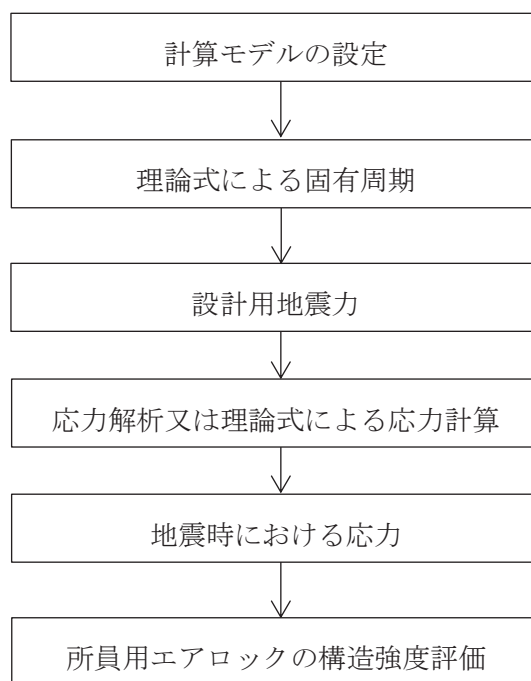 計算モデルの設定
理論式による固有周期
設計用地震力
応力解析又は理論式による応力計算
地震時における応力
所員用エアロックの構造強度評価